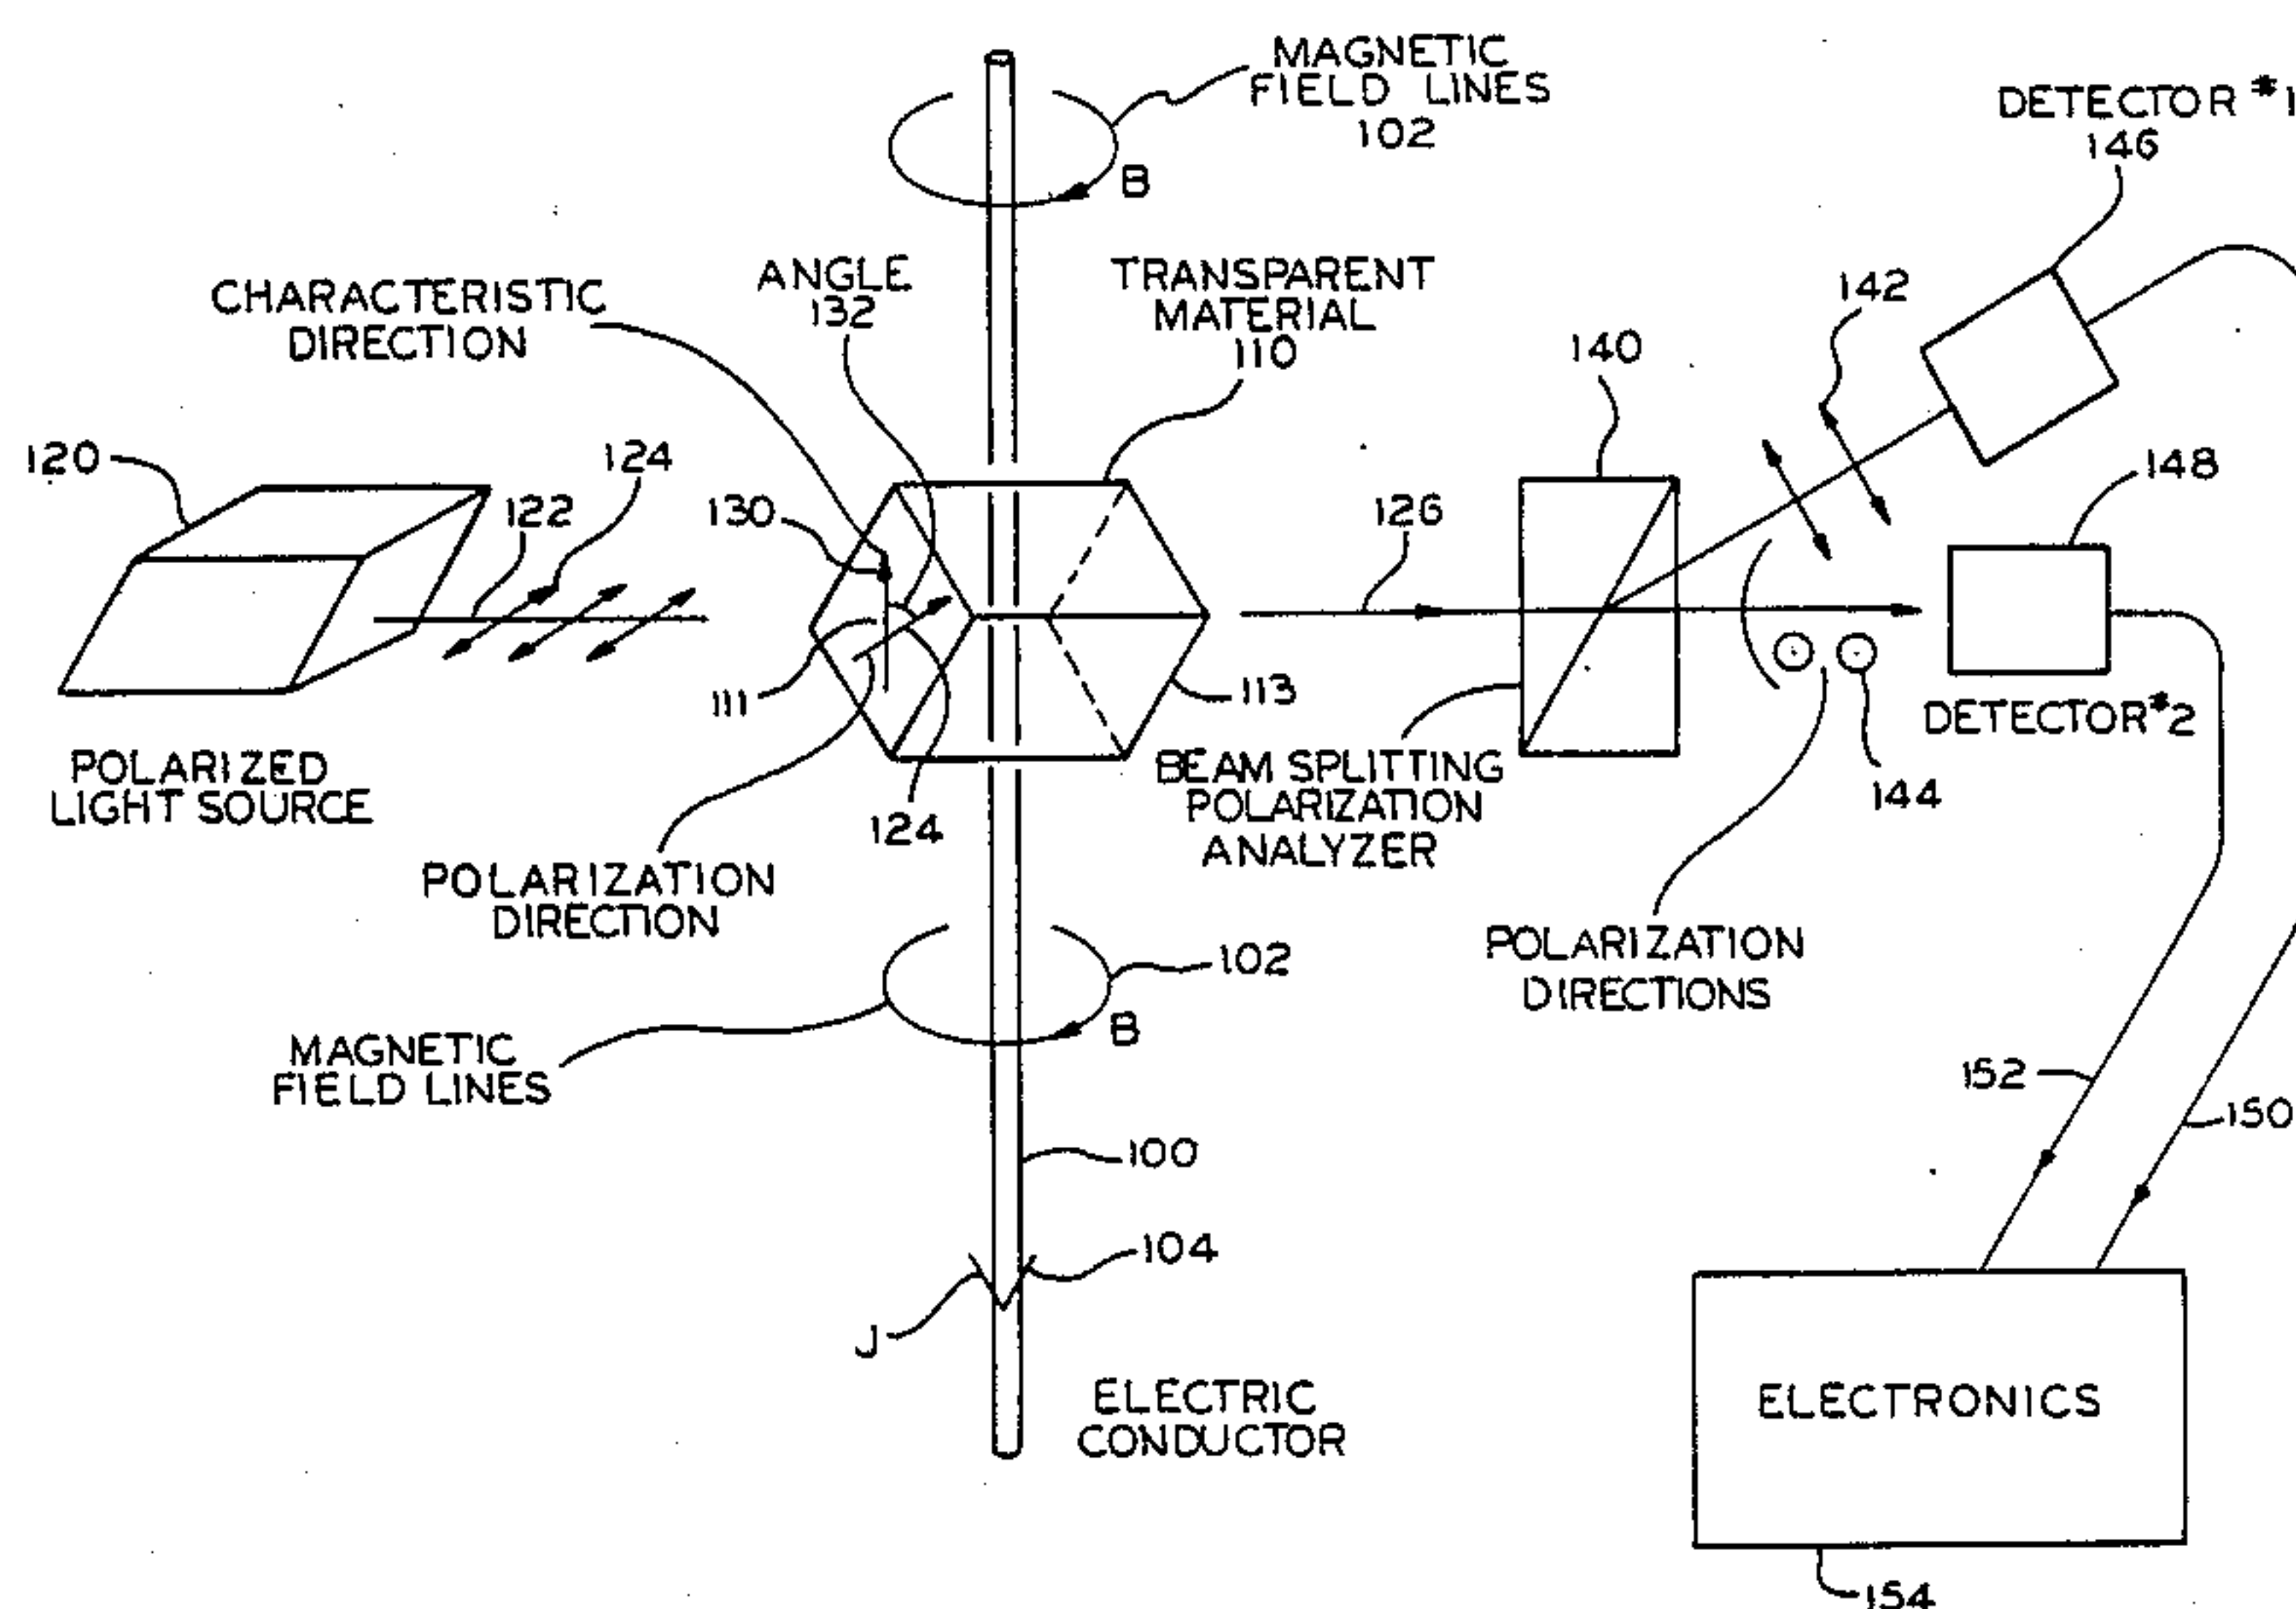 MAGNETIC
FIELD LINES
102
B
DETECTOR #1
146
CHARACTERISTIC
DIRECTION
ANGLE
132
TRANSPARENT
MATERIAL
110
142
140
120
124
122
130
126
148
111
113
DETECTOR #2
POLARIZED
LIGHT SOURCE
124
BEAM SPLITTING
POLARIZATION
ANALYZER
144
POLARIZATION
DIRECTION
POLARIZATION
DIRECTIONS
102
B
MAGNETIC
FIELD LINES
152
150
100
104
J
ELECTRIC
CONDUCTOR
ELECTRONICS
154